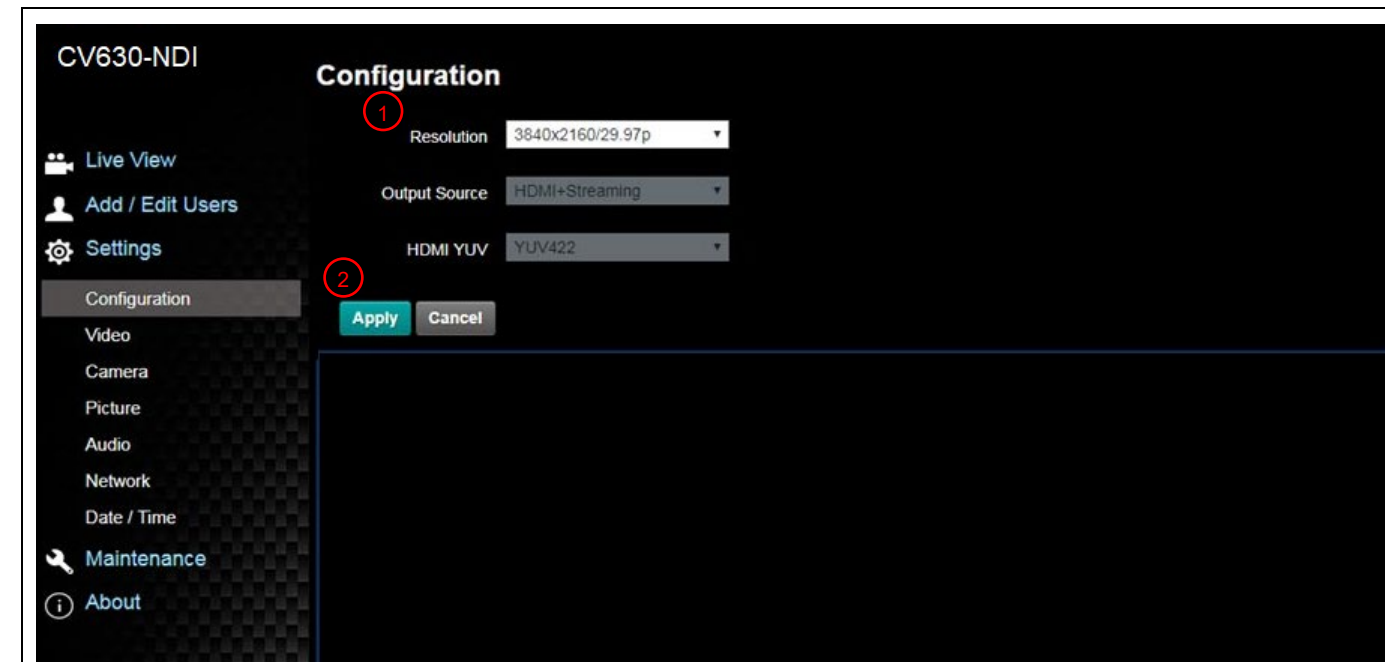 CV630-NDI
Live View
Add / Edit Users
Settings
Configuration
Video
Camera
Picture
Audio
Network
Date / Time
Maintenance
About
Configuration
1
Resolution 3840x2160/29.97p
Output Source HDMI+Streaming
HDMI YUV YUV422
2
Apply Cancel